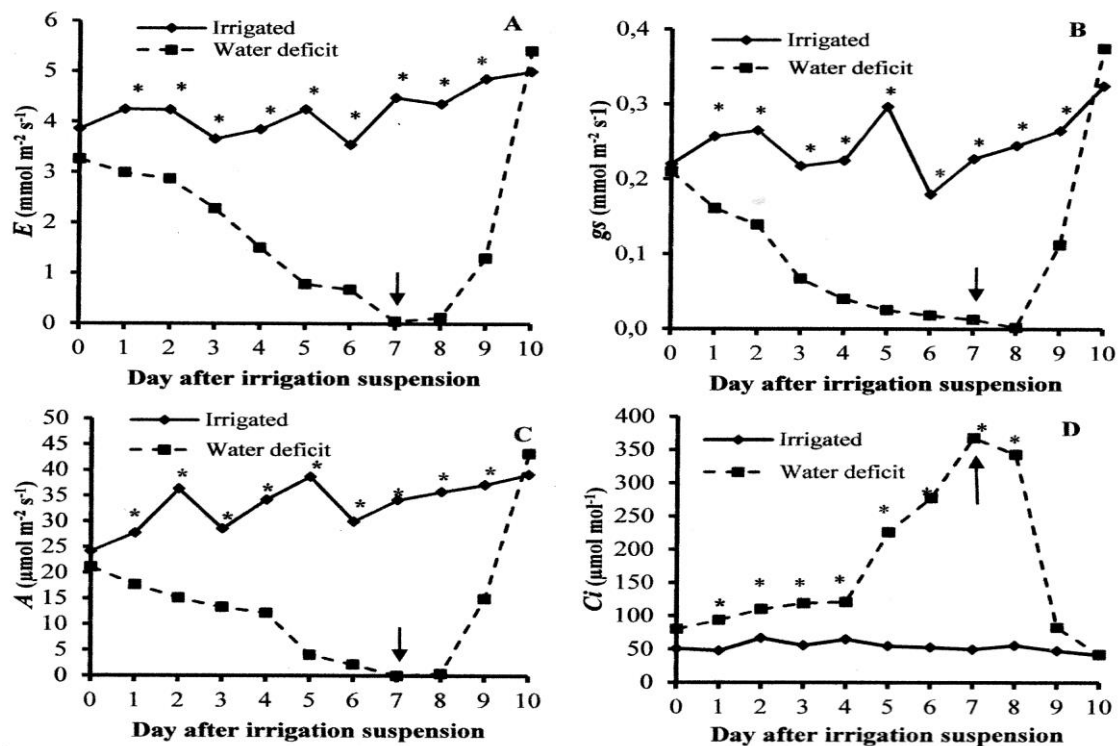 A
Irrigated
Water deficit
E (mmol m-2 s-1)
6
5
4
3
2
1
0
* * * * * * * * *
0 1 2 3 4 5 6 7 8 9 10
Day after irrigation suspension
B
Irrigated
Water deficit
gs (mmol m-2 s-1)
0,4
0,3
0,2
0,1
0,0
* * * * * * * * *
0 1 2 3 4 5 6 7 8 9 10
Day after irrigation suspension
C
Irrigated
Water deficit
A (µmol m-2 s-1)
50
45
40
35
30
25
20
15
10
5
0
* * * * * * * * *
0 1 2 3 4 5 6 7 8 9 10
Day after irrigation suspension
D
Irrigated
Water deficit
Ci (µmol mol-1)
400
350
300
250
200
150
100
50
0
* * * * * * * *
0 1 2 3 4 5 6 7 8 9 10
Day after irrigation suspension